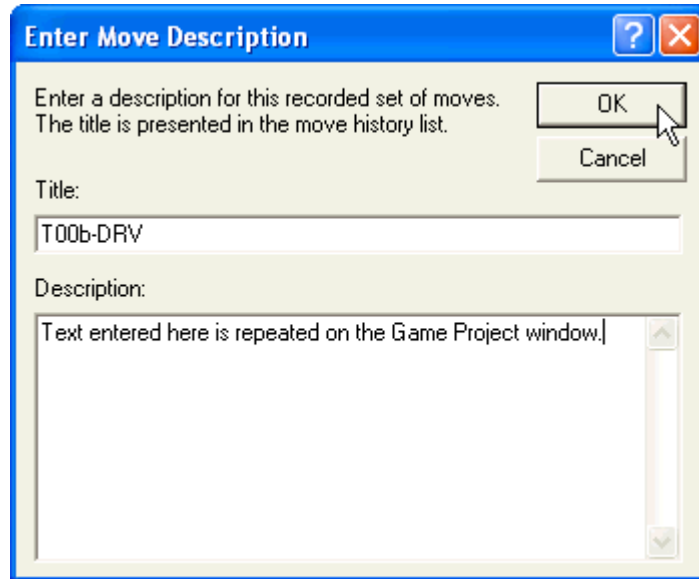 Enter Move Description
Enter a description for this recorded set of moves.
The title is presented in the move history list.
OK
Cancel
Title:
T00b-DRV
Description:
Text entered here is repeated on the Game Project window.